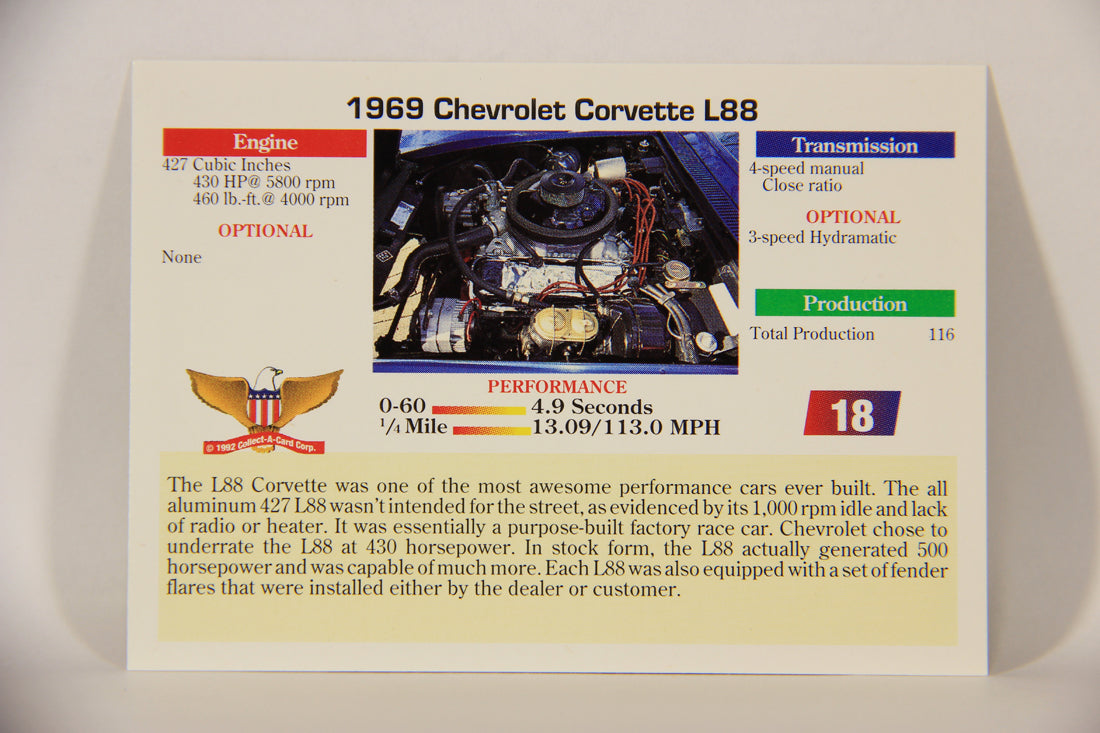 1969 Chevrolet Corvette L88
Engine
427 Cubic Inches
430 HP@ 5800 rpm
460 lb.-ft.@ 4000 rpm
OPTIONAL
None
Transmission
4-speed manual
Close ratio
OPTIONAL
3-speed Hydramatic
Production
Total Production 116
PERFORMANCE
0-60 4.9 Seconds
1/4 Mile 13.09/113.0 MPH
18
© 1992 Collect-A-Card Corp.
The L88 Corvette was one of the most awesome performance cars ever built. The all
aluminum 427 L88 wasn't intended for the street, as evidenced by its 1,000 rpm idle and lack
of radio or heater. It was essentially a purpose-built factory race car. Chevrolet chose to
underrate the L88 at 430 horsepower. In stock form, the L88 actually generated 500
horsepower and was capable of much more. Each L88 was also equipped with a set of fender
flares that were installed either by the dealer or customer.